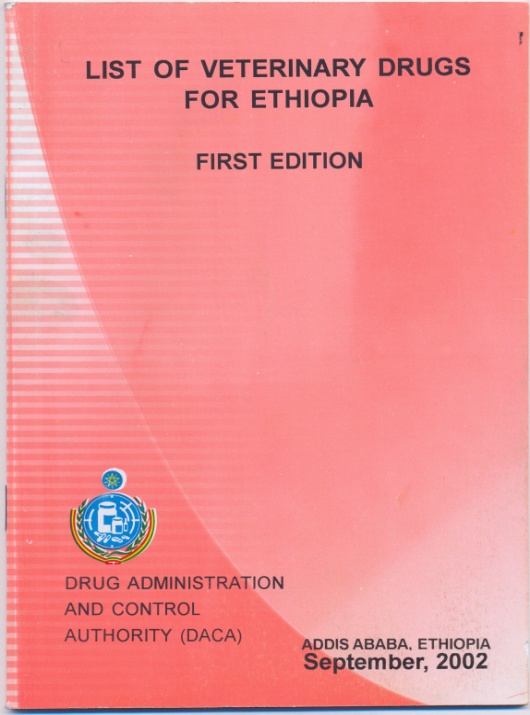 LIST OF VETERINARY DRUGS
FOR ETHIOPIA
FIRST EDITION
DRUG ADMINISTRATION
AND CONTROL
AUTHORITY (DACA)
ADDIS ABABA, ETHIOPIA
September, 2002